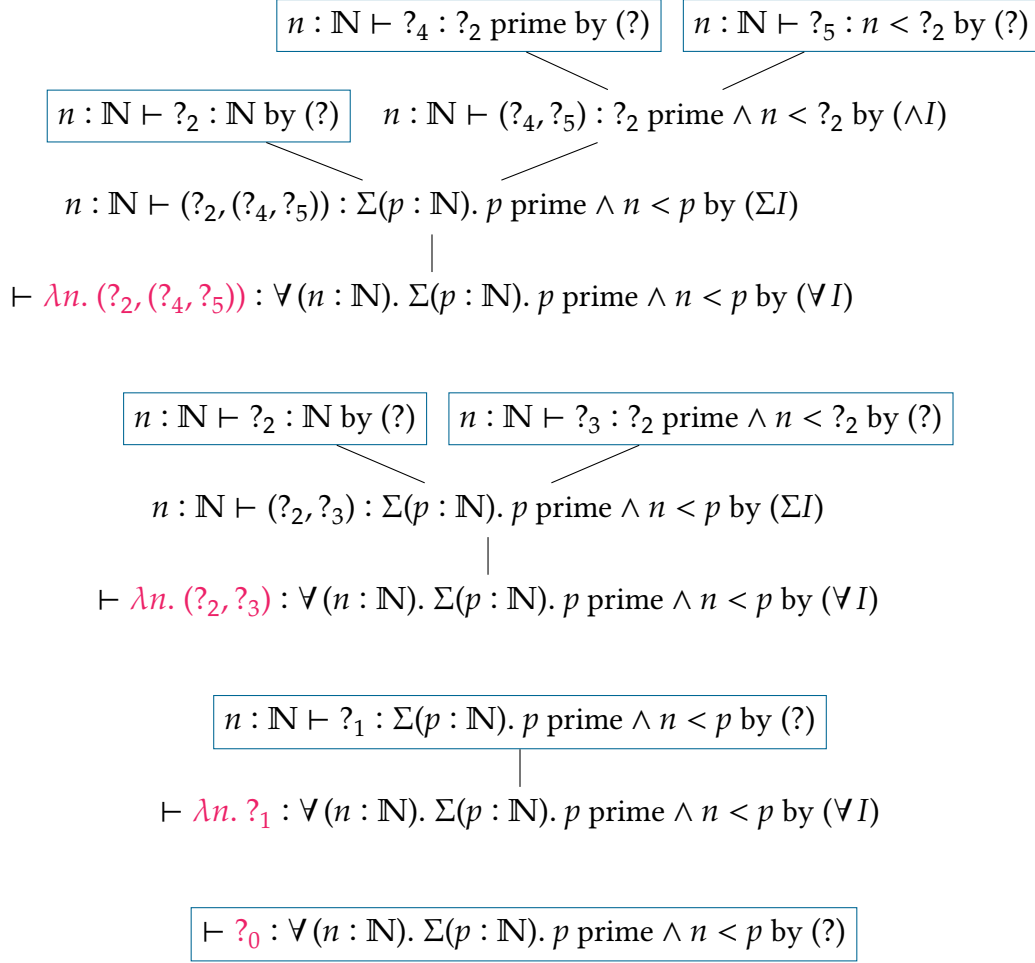 n : ℕ ⊢ ?₄ : ?₂ prime by (?) n : ℕ ⊢ ?₅ : n < ?₂ by (?)
n : ℕ ⊢ ?₂ : ℕ by (?) n : ℕ ⊢ (?₄, ?₅) : ?₂ prime ∧ n < ?₂ by (∧I)
n : ℕ ⊢ (?₂, (?₄, ?₅)) : Σ(p : ℕ). p prime ∧ n < p by (ΣI)
⊢ λn. (?₂, (?₄, ?₅)) : ∀(n : ℕ). Σ(p : ℕ). p prime ∧ n < p by (∀I)
n : ℕ ⊢ ?₂ : ℕ by (?) n : ℕ ⊢ ?₃ : ?₂ prime ∧ n < ?₂ by (?)
n : ℕ ⊢ (?₂, ?₃) : Σ(p : ℕ). p prime ∧ n < p by (ΣI)
⊢ λn. (?₂, ?₃) : ∀(n : ℕ). Σ(p : ℕ). p prime ∧ n < p by (∀I)
n : ℕ ⊢ ?₁ : Σ(p : ℕ). p prime ∧ n < p by (?)
⊢ λn. ?₁ : ∀(n : ℕ). Σ(p : ℕ). p prime ∧ n < p by (∀I)
⊢ ?₀ : ∀(n : ℕ). Σ(p : ℕ). p prime ∧ n < p by (?)